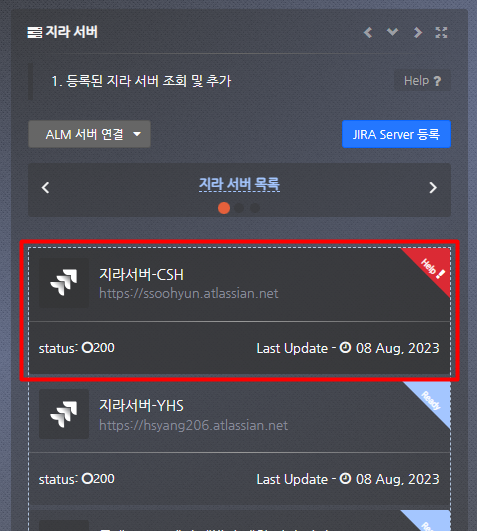 지라 서버
1. 등록된 지라 서버 조회 및 추가
Help ?
ALM 서버 연결
JIRA Server 등록
지라 서버 목록
지라서버-CSH
Help !
https://ssoohyun.atlassian.net
status: 200
Last Update - 08 Aug, 2023
지라서버-YHS
Ready
https://hsyang206.atlassian.net
status: 200
Last Update - 08 Aug, 2023
Ready